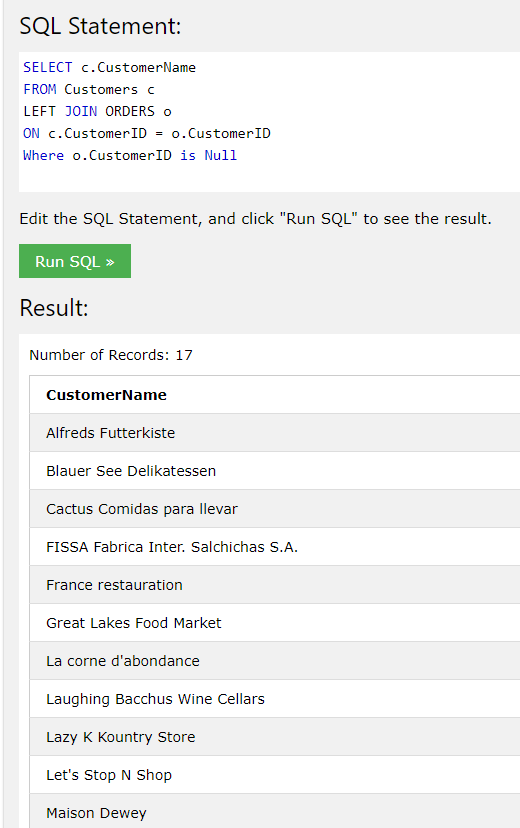 SQL Statement:
SELECT c.CustomerName
FROM Customers c
LEFT JOIN ORDERS o
ON c.CustomerID = o.CustomerID
Where o.CustomerID is Null
Edit the SQL Statement, and click "Run SQL" to see the result.
Run SQL »
Result:
Number of Records: 17
CustomerName
Alfreds Futterkiste
Blauer See Delikatessen
Cactus Comidas para llevar
FISSA Fabrica Inter. Salchichas S.A.
France restauration
Great Lakes Food Market
La corne d'abondance
Laughing Bacchus Wine Cellars
Lazy K Kountry Store
Let's Stop N Shop
Maison Dewey